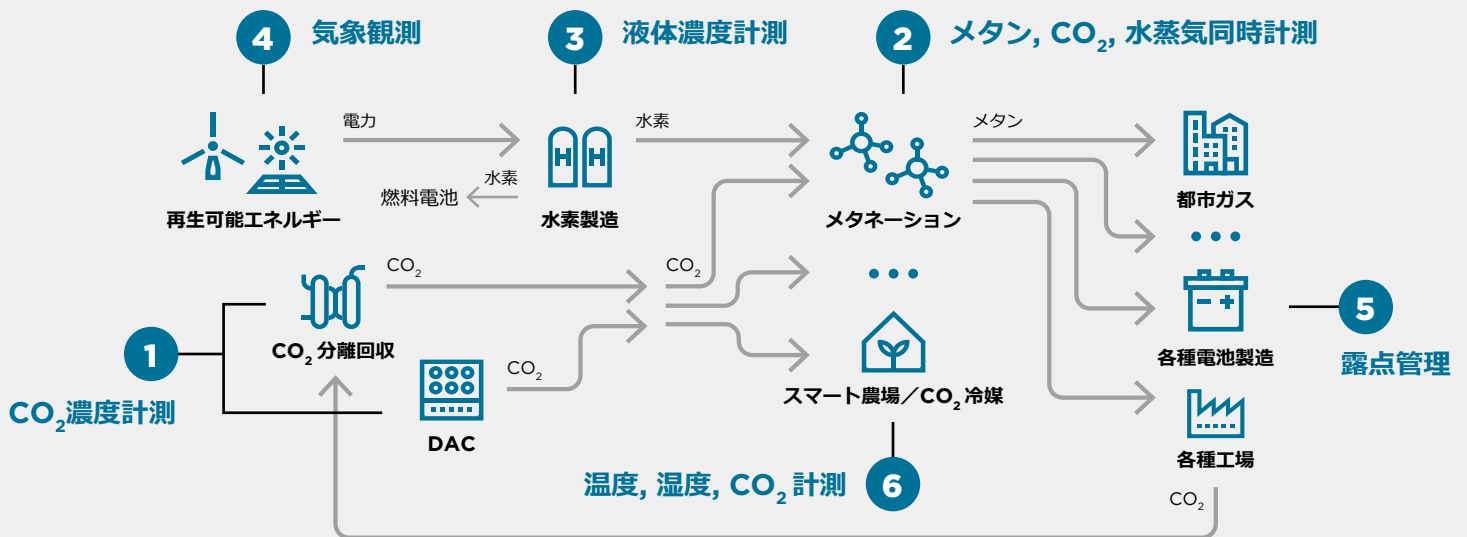 4 気象観測
3 液体濃度計測
2 メタン, CO₂, 水蒸気同時計測
電力
水素
メタン
H H
水素
燃料電池
再生可能エネルギー
水素製造
メタネーション
都市ガス
CO₂
CO₂
1
CO₂ 分離回収
CO₂濃度計測
CO₂
DAC
スマート農場／CO₂ 冷媒
各種電池製造
5
露点管理
各種工場
温度, 湿度, CO₂ 計測 6
CO₂